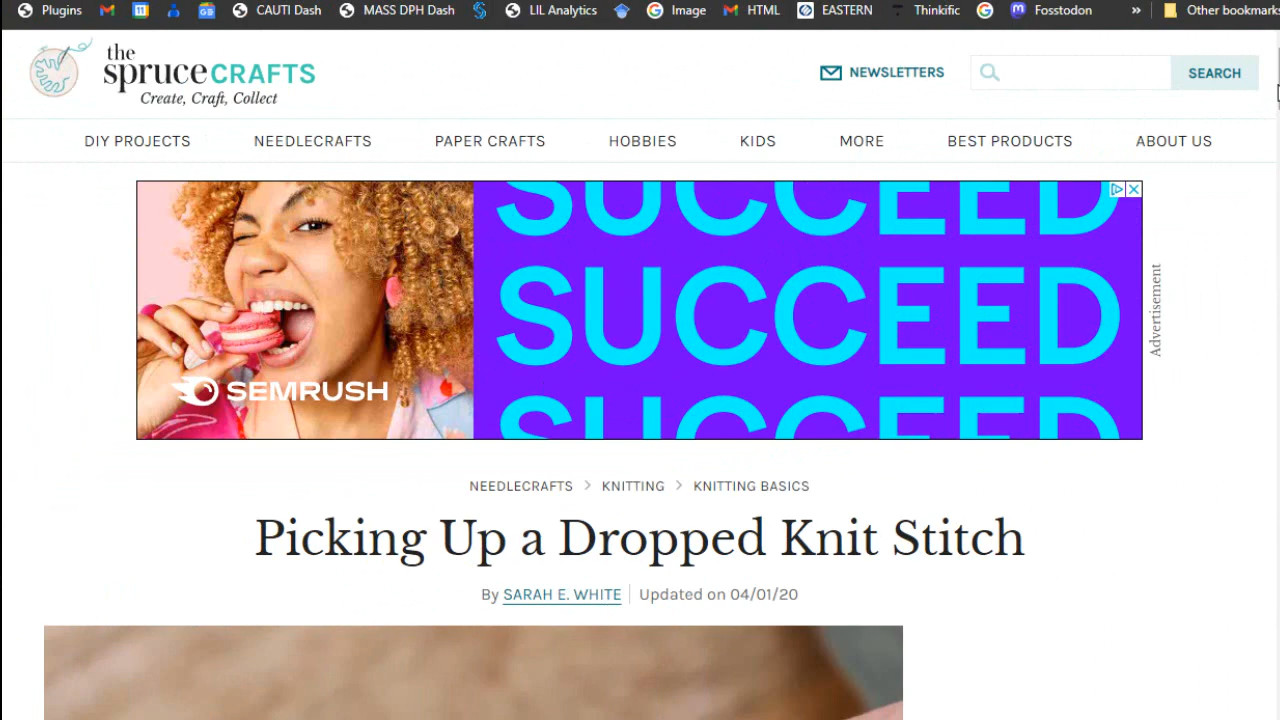 Plugins CAUTI Dash MASS DPH Dash LIL Analytics Image HTML EASTERN Thinkific Fosstodon » Other bookmarks
the
spruceCRAFTS
Create, Craft, Collect
NEWSLETTERS
SEARCH
DIY PROJECTS NEEDLECRAFTS PAPER CRAFTS HOBBIES KIDS MORE BEST PRODUCTS ABOUT US
SUCCEED
SUCCEED
SUCCEED
SEMRUSH
Advertisement
NEEDLECRAFTS > KNITTING > KNITTING BASICS
Picking Up a Dropped Knit Stitch
By SARAH E. WHITE Updated on 04/01/20